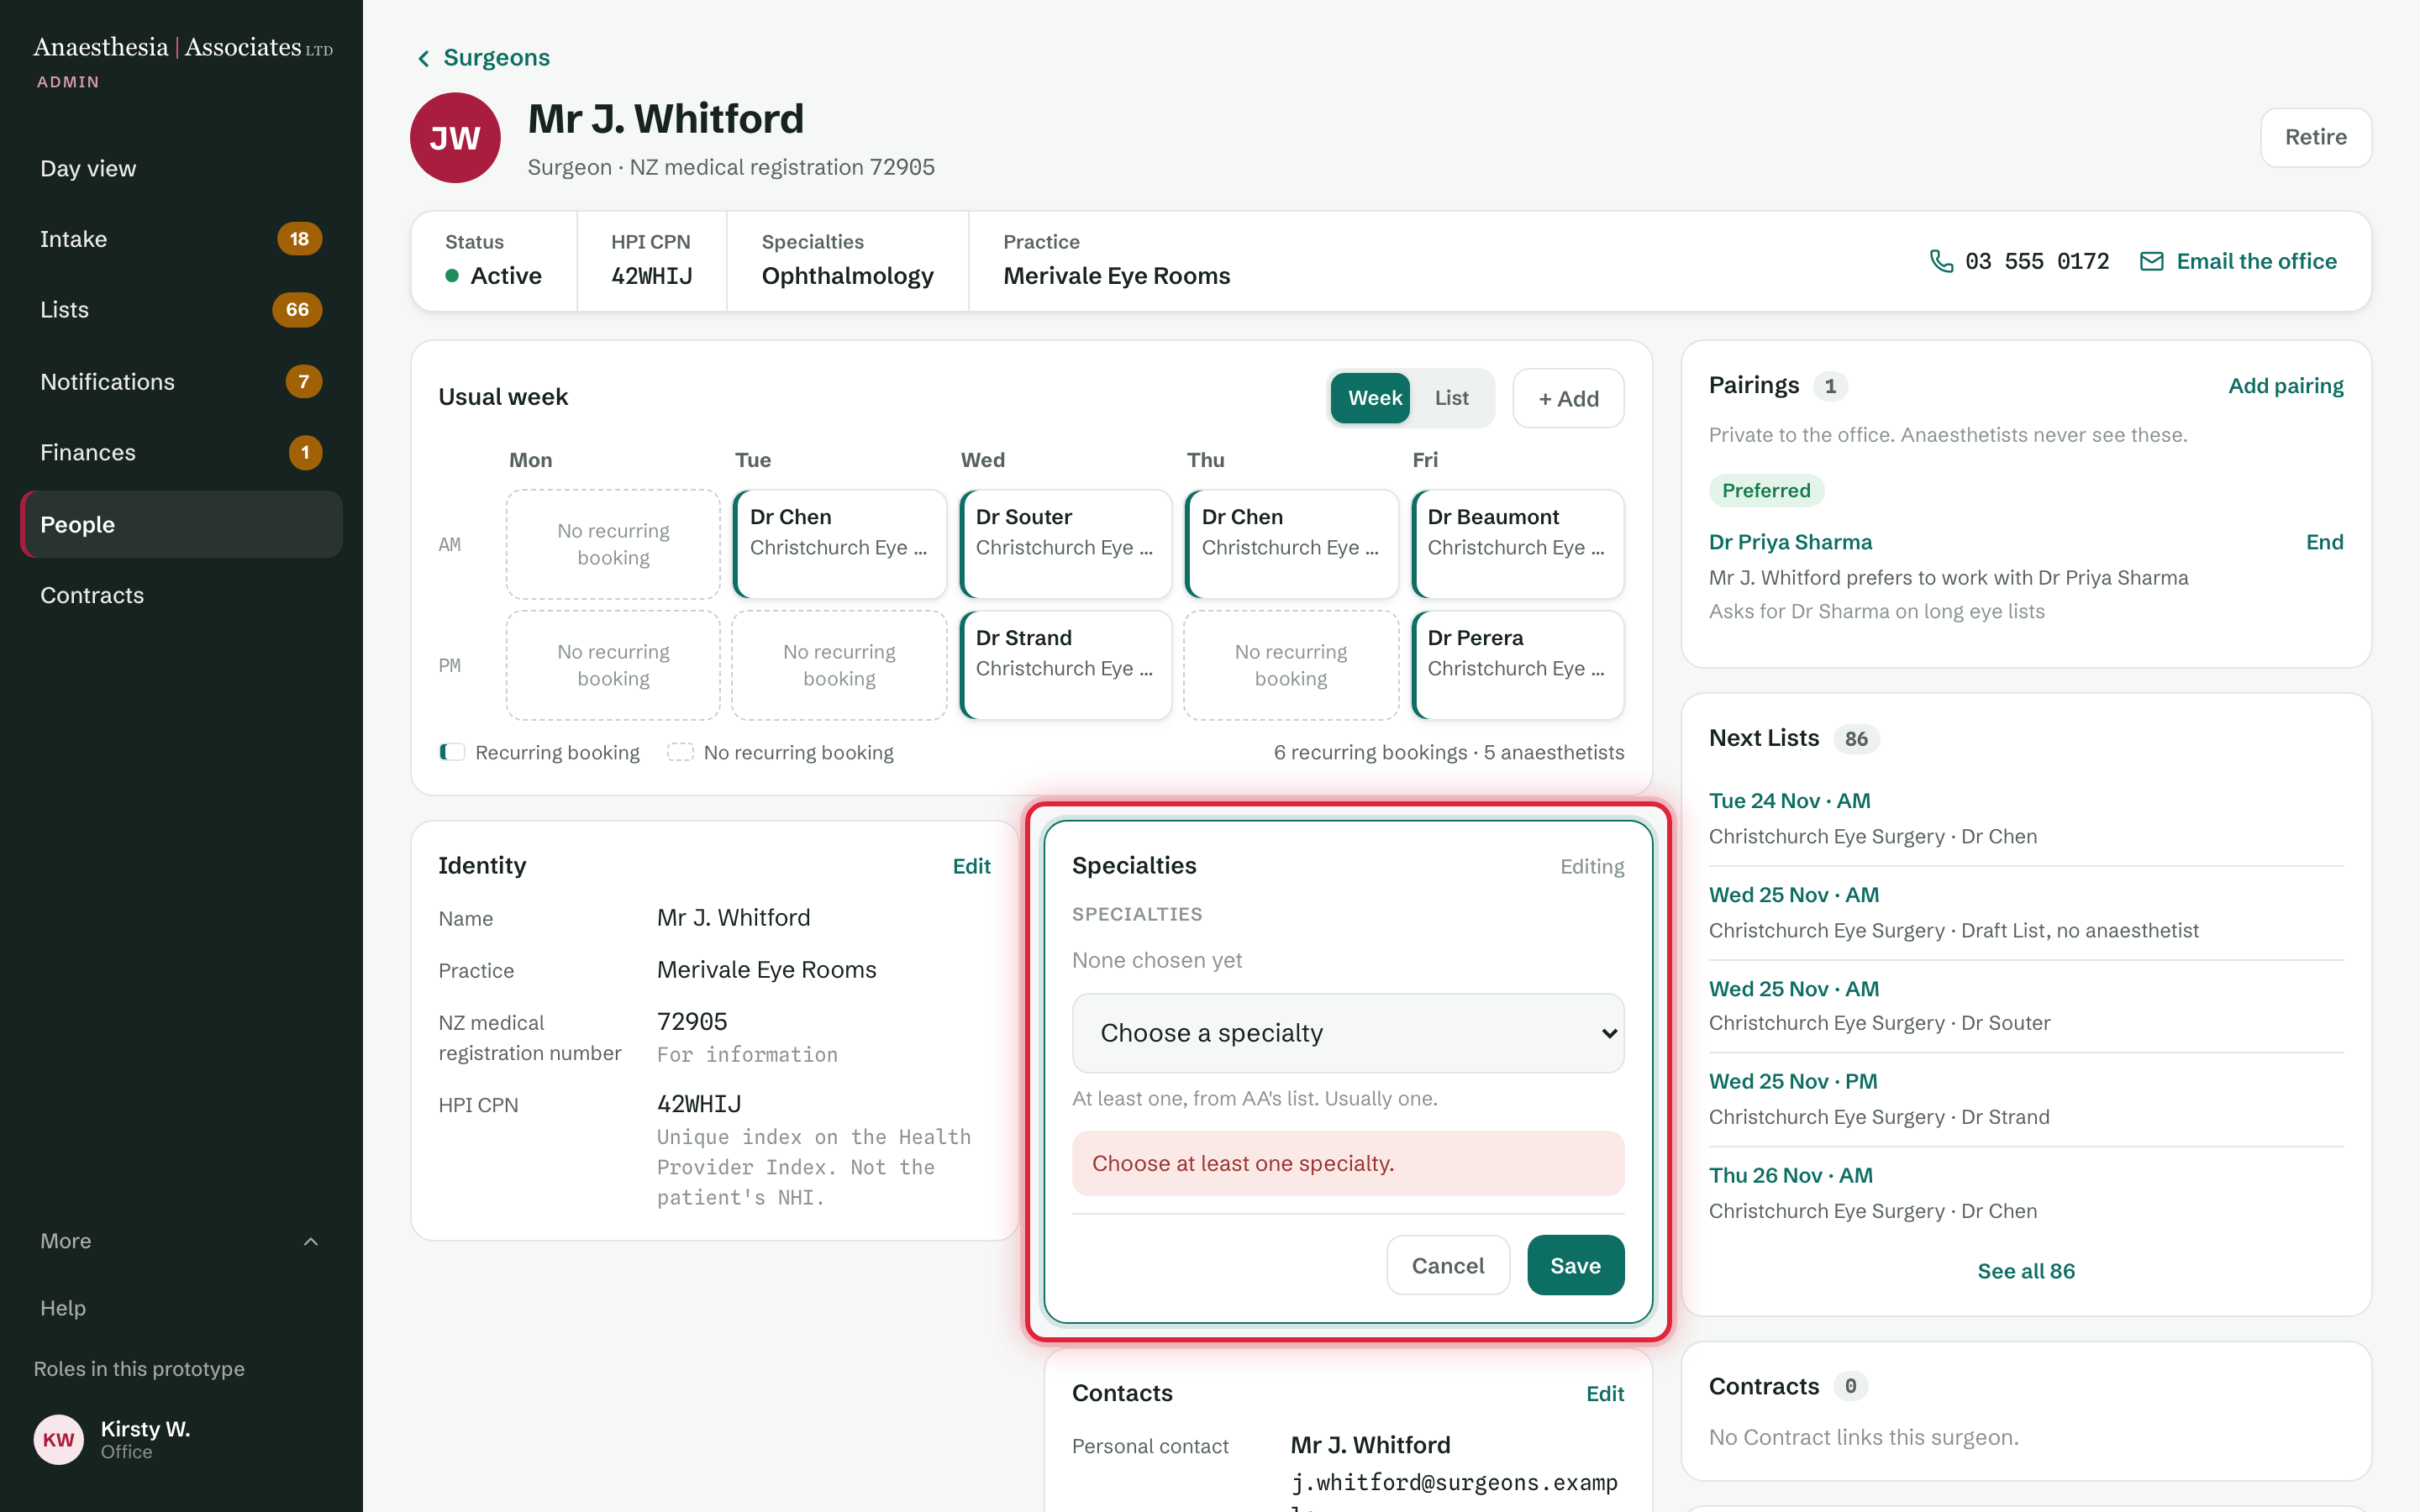 Anaesthesia | Associates LTD
ADMIN
Day view
Intake 18
Lists 66
Notifications 7
Finances 1
People
Contracts
More
Help
Roles in this prototype
KW
Kirsty W.
Office
Surgeons
JW
Mr J. Whitford
Surgeon · NZ medical registration 72905
Retire
Status
Active
HPI CPN
42WHIJ
Specialties
Ophthalmology
Practice
Merivale Eye Rooms
03 555 0172
Email the office
Usual week
Week
List
+ Add
Mon Tue Wed Thu Fri
AM
No recurring
booking
Dr Chen
Christchurch Eye ...
Dr Souter
Christchurch Eye ...
Dr Chen
Christchurch Eye ...
Dr Beaumont
Christchurch Eye ...
PM
No recurring
booking
No recurring
booking
Dr Strand
Christchurch Eye ...
No recurring
booking
Dr Perera
Christchurch Eye ...
Recurring booking
No recurring booking
6 recurring bookings · 5 anaesthetists
Identity
Edit
Name
Mr J. Whitford
Practice
Merivale Eye Rooms
NZ medical
registration number
72905
For information
HPI CPN
42WHIJ
Unique index on the Health
Provider Index. Not the
patient's NHI.
Specialties
Editing
SPECIALTIES
None chosen yet
Choose a specialty
At least one, from AA's list. Usually one.
Choose at least one specialty.
Cancel
Save
Contacts
Edit
Personal contact
Mr J. Whitford
j.whitford@surgeons.examp
Pairings 1
Add pairing
Private to the office. Anaesthetists never see these.
Preferred
Dr Priya Sharma
End
Mr J. Whitford prefers to work with Dr Priya Sharma
Asks for Dr Sharma on long eye lists
Next Lists 86
Tue 24 Nov · AM
Christchurch Eye Surgery · Dr Chen
Wed 25 Nov · AM
Christchurch Eye Surgery · Draft List, no anaesthetist
Wed 25 Nov · AM
Christchurch Eye Surgery · Dr Souter
Wed 25 Nov · PM
Christchurch Eye Surgery · Dr Strand
Thu 26 Nov · AM
Christchurch Eye Surgery · Dr Chen
See all 86
Contracts 0
No Contract links this surgeon.